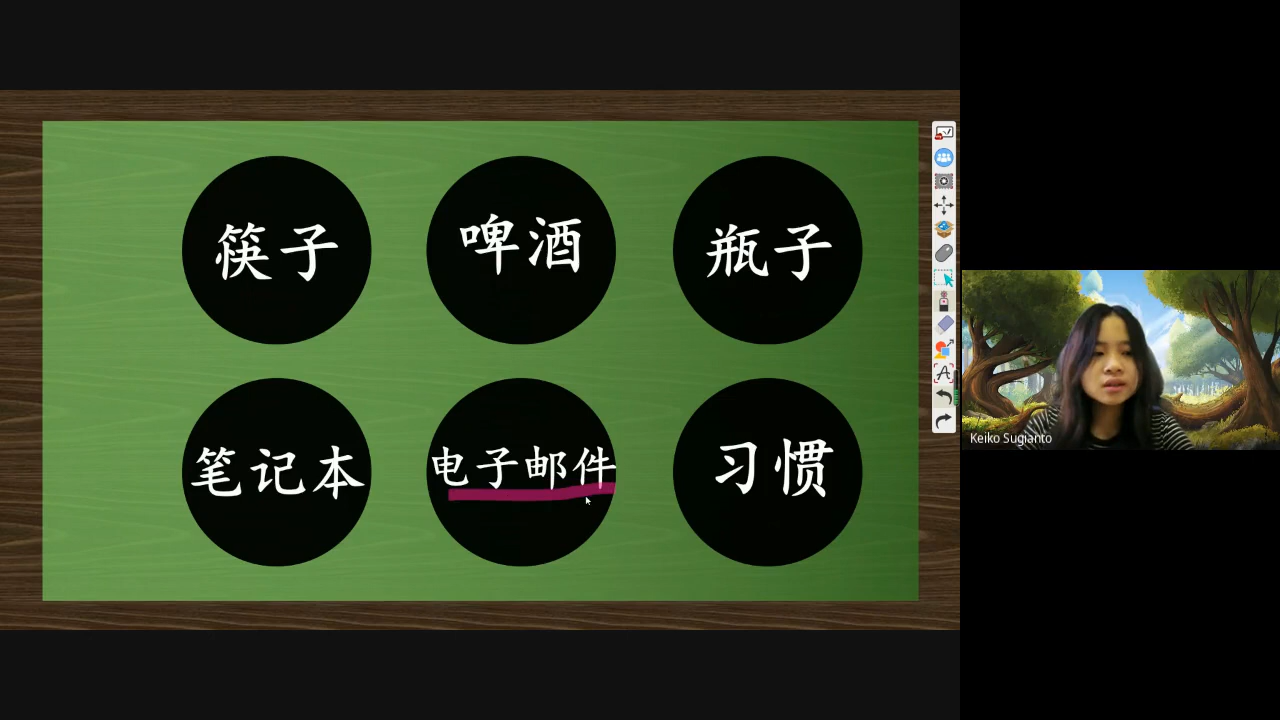 筷子
啤酒
瓶子
笔记本
电子邮件
习惯
Keiko Sugianto